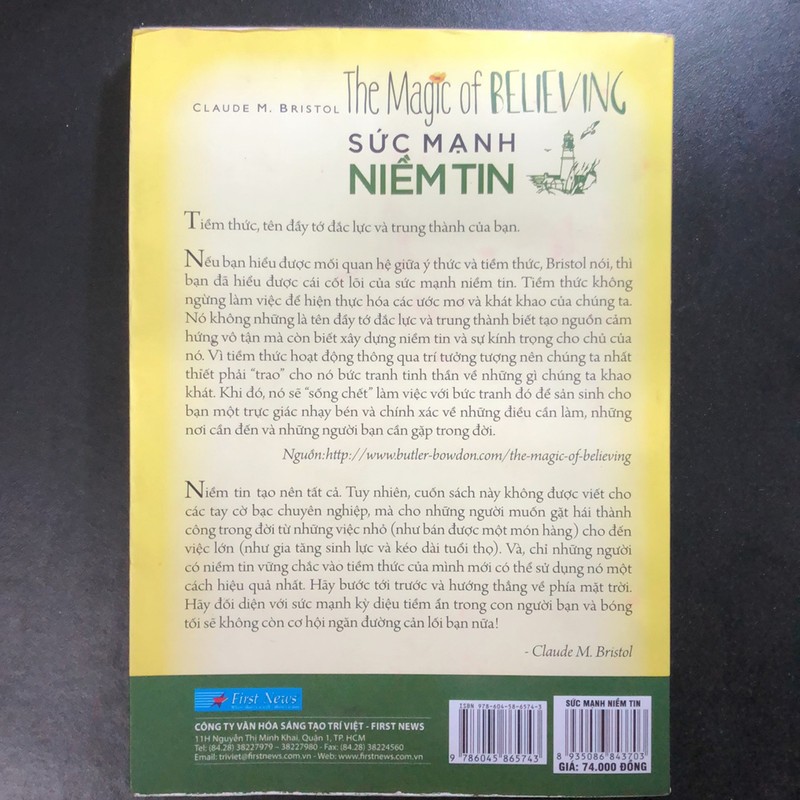 CLAUDE M. BRISTOL The Magic of BELIEVING
SỨC MẠNH
NIỀM TIN
Tiềm thức, tên đầy tớ đắc lực và trung thành của bạn.
Nếu bạn hiểu được mối quan hệ giữa ý thức và tiềm thức, Bristol nói, thì
bạn đã hiểu được cái cốt lõi của sức mạnh niềm tin. Tiềm thức không
ngừng làm việc để hiện thực hóa các ước mơ và khát khao của chúng ta.
Nó không những là tên đầy tớ đắc lực và trung thành biết tạo nguồn cảm
hứng vô tận mà còn biết xây dựng niềm tin và sự kính trọng cho chủ của
nó. Vì tiềm thức hoạt động thông qua trí tưởng tượng nên chúng ta nhất
thiết phải "trao" cho nó bức tranh tinh thần về những gì chúng ta khao
khát. Khi đó, nó sẽ "sống chết" làm việc với bức tranh đó để sản sinh cho
bạn một trực giác nhạy bén và chính xác về những điều cần làm, những
nơi cần đến và những người bạn cần gặp trong đời.
Nguồn:http://www.butler-bowdon.com/the-magic-of-believing
Niềm tin tạo nên tất cả. Tuy nhiên, cuốn sách này không được viết cho
các tay cờ bạc chuyên nghiệp, mà cho những người muốn gặt hái thành
công trong đời từ những việc nhỏ (như bán được một món hàng) cho đến
việc lớn (như gia tăng sinh lực và kéo dài tuổi thọ). Và, chỉ những người
có niềm tin vững chắc vào tiềm thức của mình mới có thể sử dụng nó một
cách hiệu quả nhất. Hãy bước tới trước và hướng thẳng về phía mặt trời.
Hãy đối diện với sức mạnh kỳ diệu tiềm ẩn trong con người bạn và bóng
tối sẽ không còn cơ hội ngăn đường cản lối bạn nữa!
- Claude M. Bristol
First News
CÔNG TY VĂN HÓA SÁNG TẠO TRÍ VIỆT - FIRST NEWS
11H Nguyễn Thị Minh Khai, Quận 1, TP. HCM
Tel: (84.28) 38227979 – 38227980 - Fax: (84.28) 38224560
Email: triviet@firstnews.com.vn - Web: www.firstnews.com.vn
ISBN 978-604-58-6574-3
9 786045 865743
SỨC MẠNH NIỀM TIN
8 935086 843703
GIÁ: 74.000 ĐỒNG